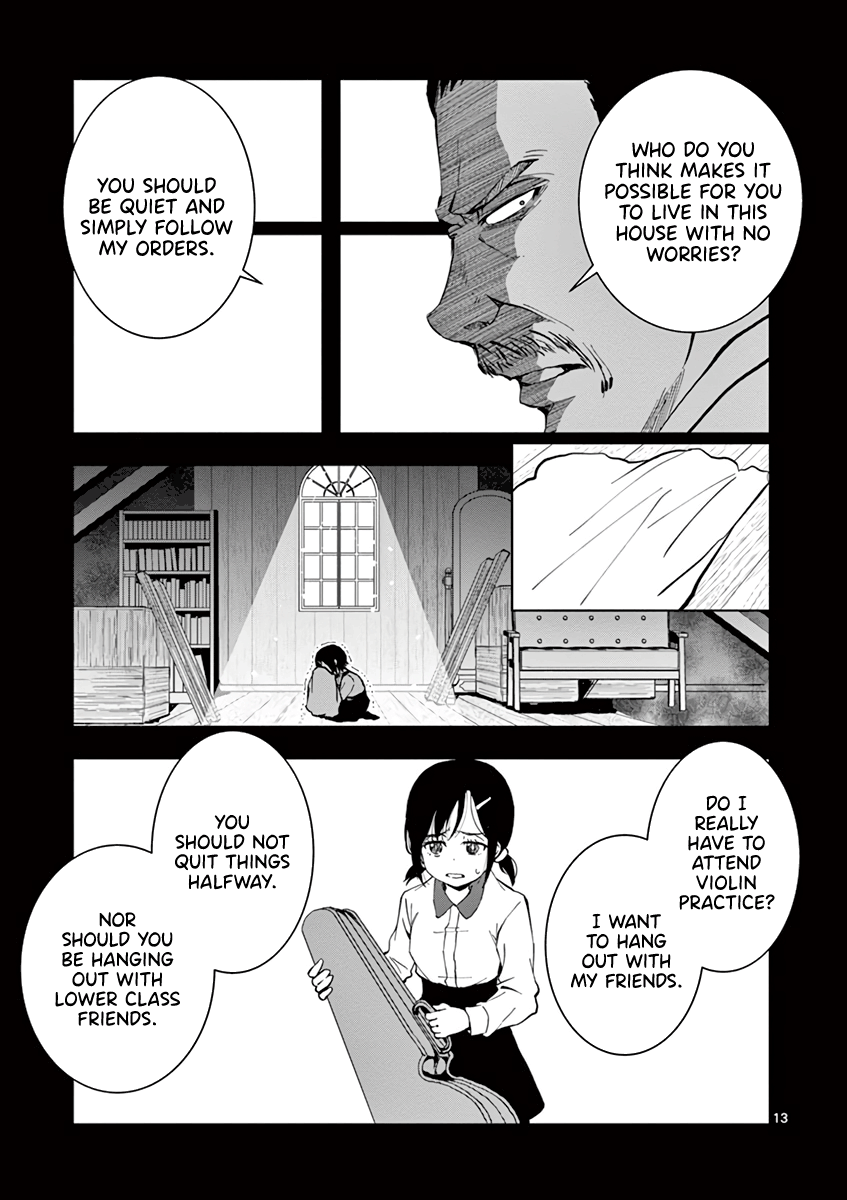 WHO DO YOU
THINK MAKES IT
POSSIBLE FOR YOU
TO LIVE IN THIS
HOUSE WITH NO
WORRIES?
YOU SHOULD
BE QUIET AND
SIMPLY FOLLOW
MY ORDERS.
DO I
REALLY
HAVE TO
ATTEND
VIOLIN
PRACTICE?
I WANT
TO HANG
OUT WITH
MY FRIENDS.
YOU
SHOULD NOT
QUIT THINGS
HALFWAY.
NOR
SHOULD YOU
BE HANGING
OUT WITH
LOWER CLASS
FRIENDS.
13